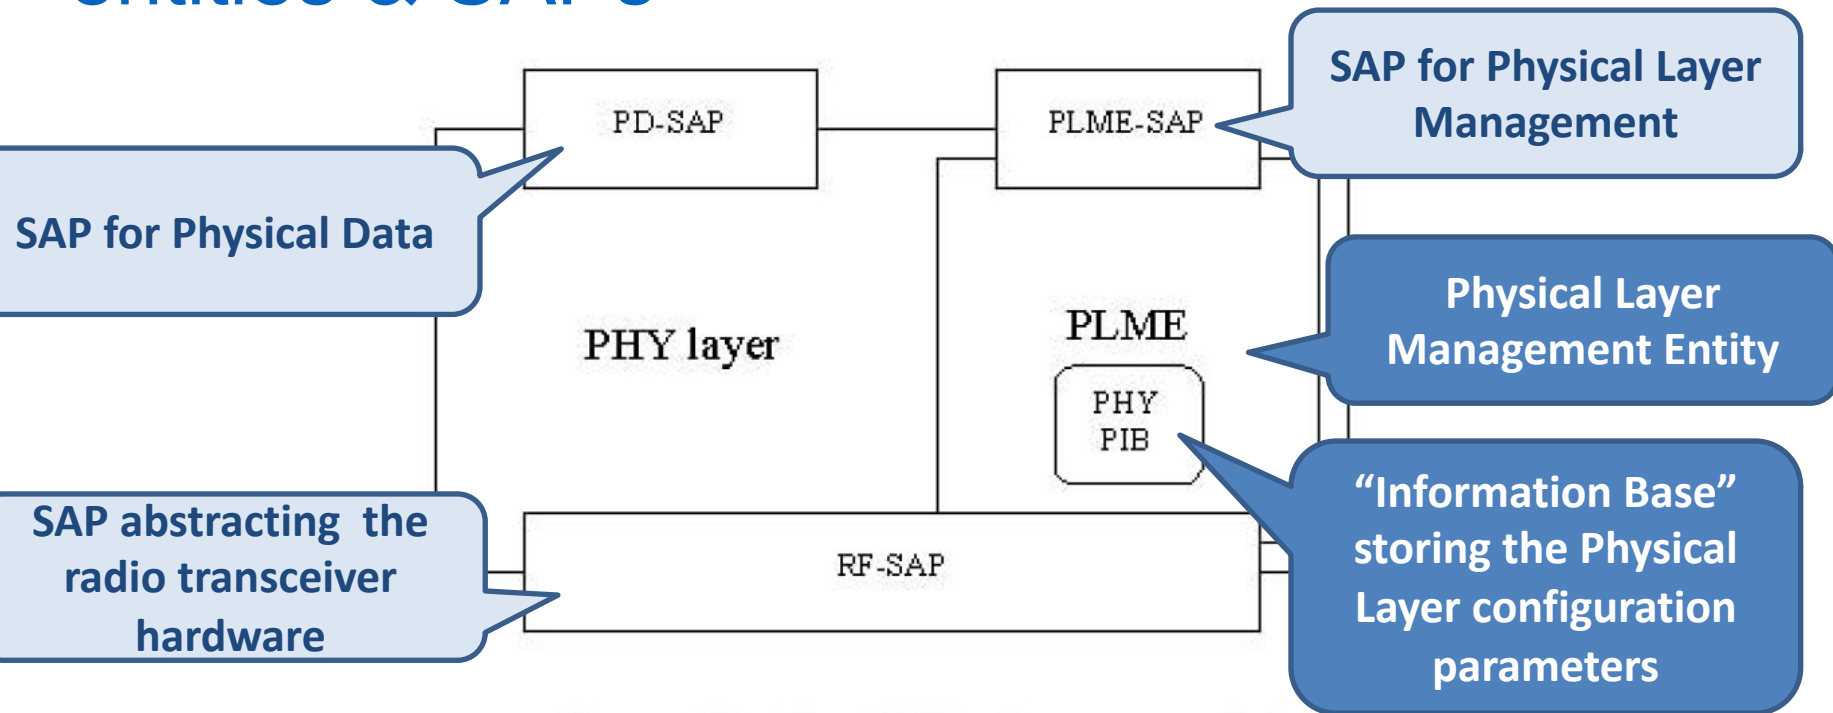 PD-SAP
PLME-SAP
SAP for Physical Layer
Management
SAP for Physical Data
PHY layer
PLME
PHY
PIB
Physical Layer
Management Entity
SAP abstracting the
radio transceiver
hardware
RF-SAP
“Information Base”
storing the Physical
Layer configuration
parameters